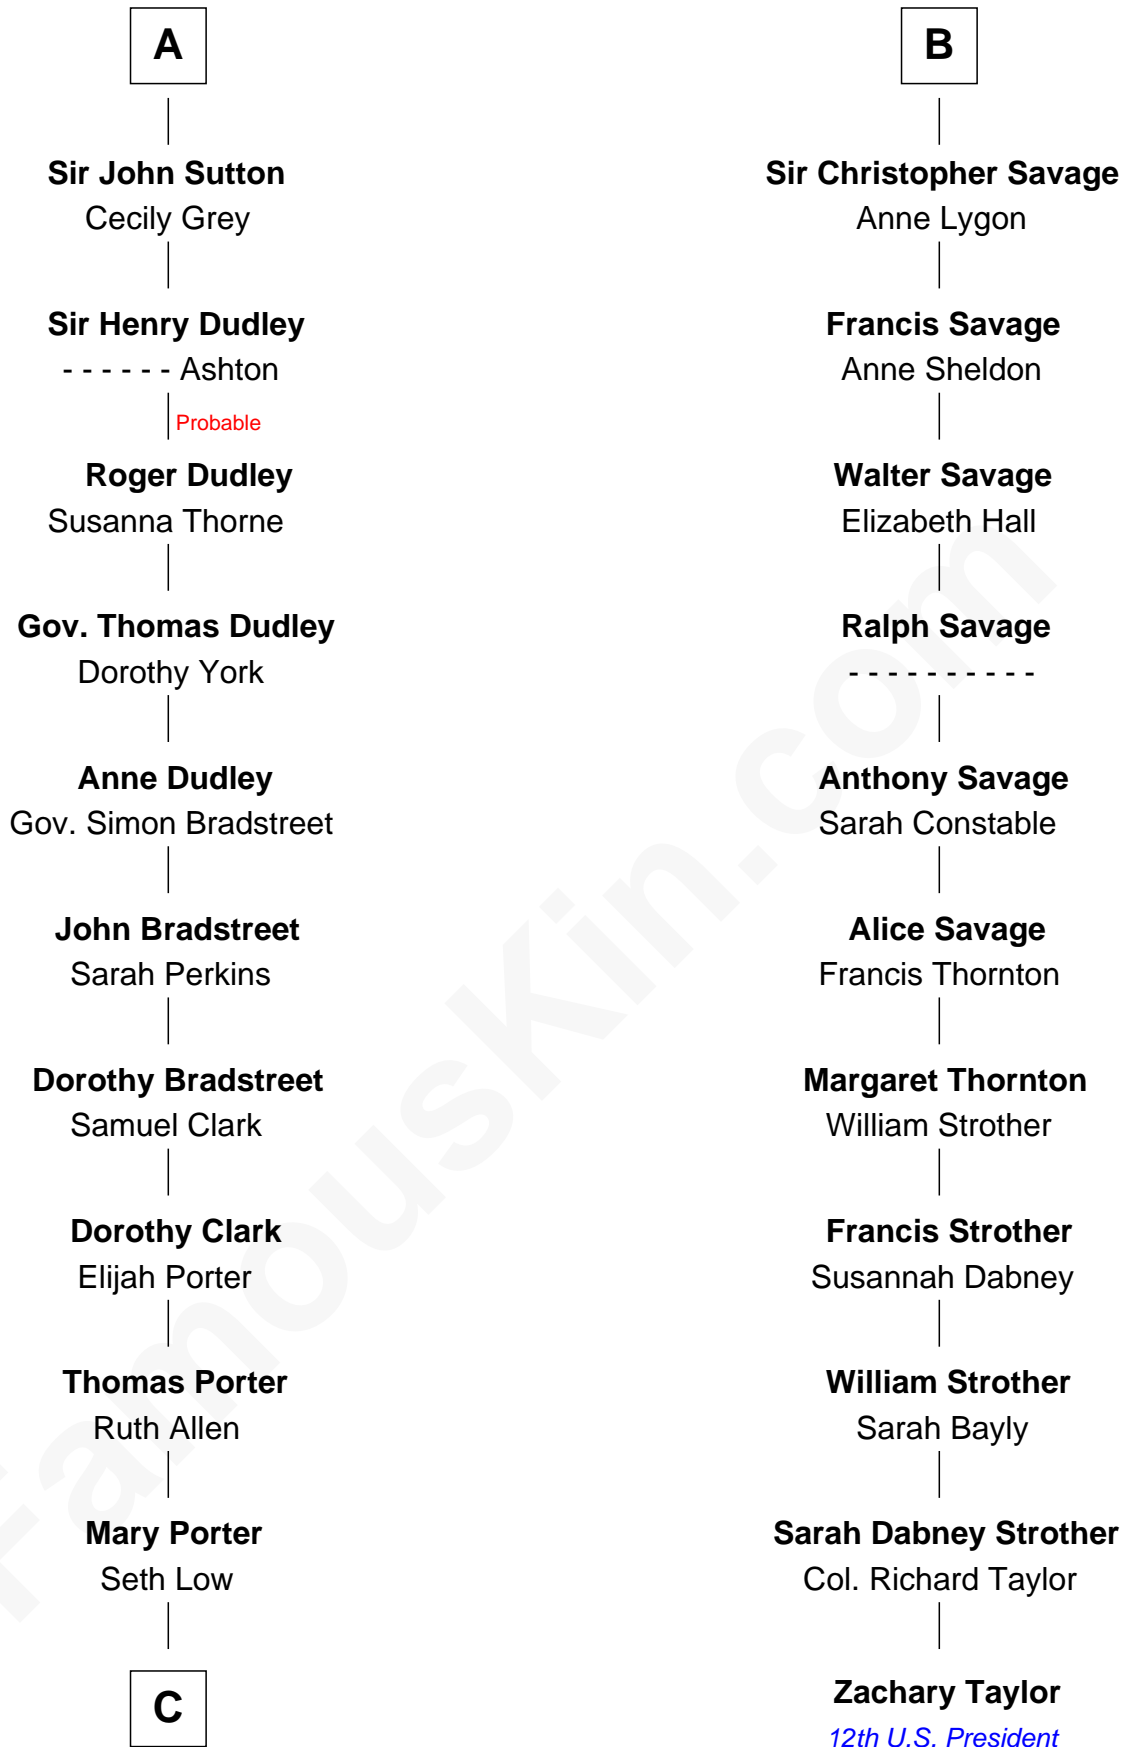 A
Sir John Sutton
Cecily Grey
Sir Henry Dudley
- - - - - - Ashton
Probable
Roger Dudley
Susanna Thorne
Gov. Thomas Dudley
Dorothy York
Anne Dudley
Gov. Simon Bradstreet
John Bradstreet
Sarah Perkins
Dorothy Bradstreet
Samuel Clark
Dorothy Clark
Elijah Porter
Thomas Porter
Ruth Allen
Mary Porter
Seth Low
C
B
Sir Christopher Savage
Anne Lygon
Francis Savage
Anne Sheldon
Walter Savage
Elizabeth Hall
Ralph Savage
- - - - - - - - - -
Anthony Savage
Sarah Constable
Alice Savage
Francis Thornton
Margaret Thornton
William Strother
Francis Strother
Susannah Dabney
William Strother
Sarah Bayly
Sarah Dabney Strother
Col. Richard Taylor
Zachary Taylor
12th U.S. President
FamousKin.com